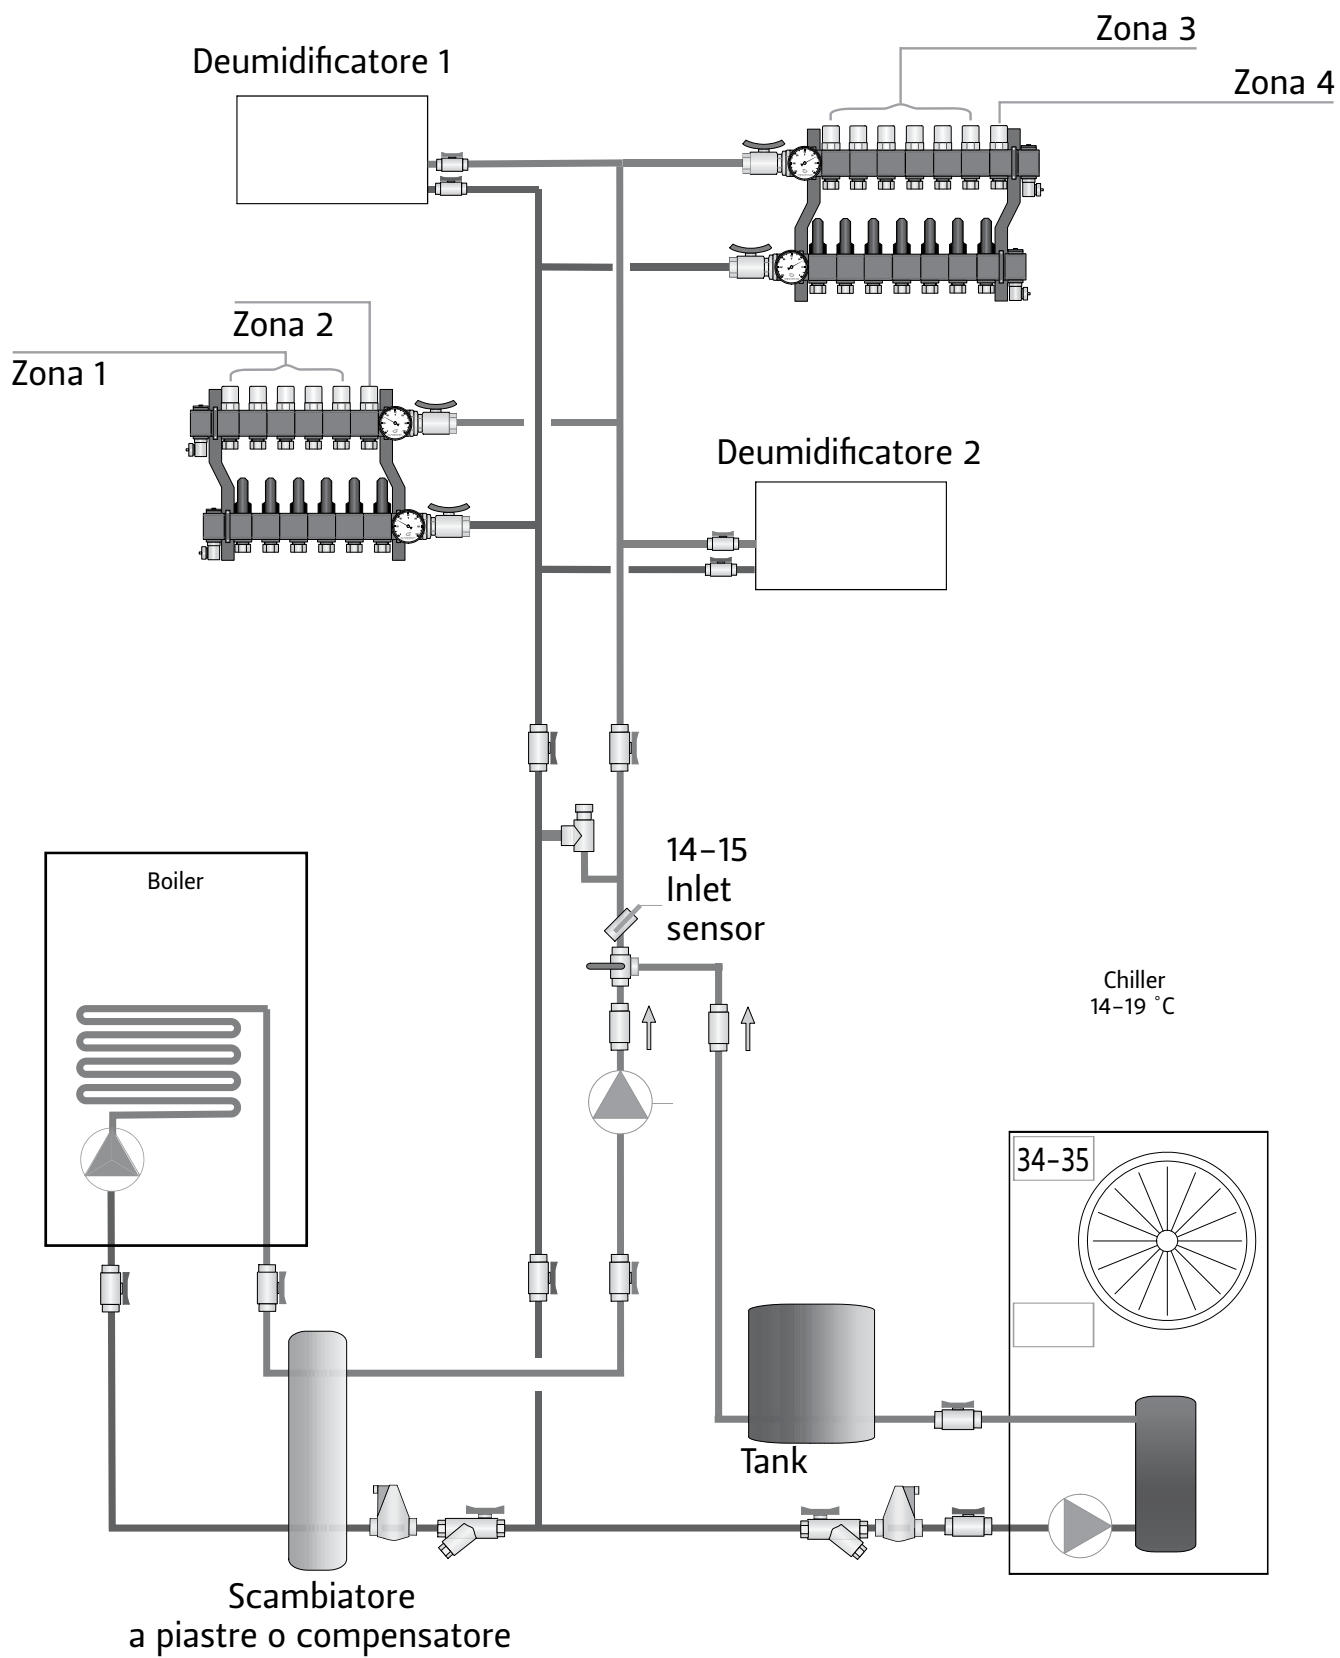 Zona 3
Deumidificatore 1
Zona 4
Zona 2
Zona 1
Deumidificatore 2
14–15
Inlet
sensor
Boiler
Chiller
14–19 ˚C
34–35
Tank
Scambiatore
a piastre o compensatore